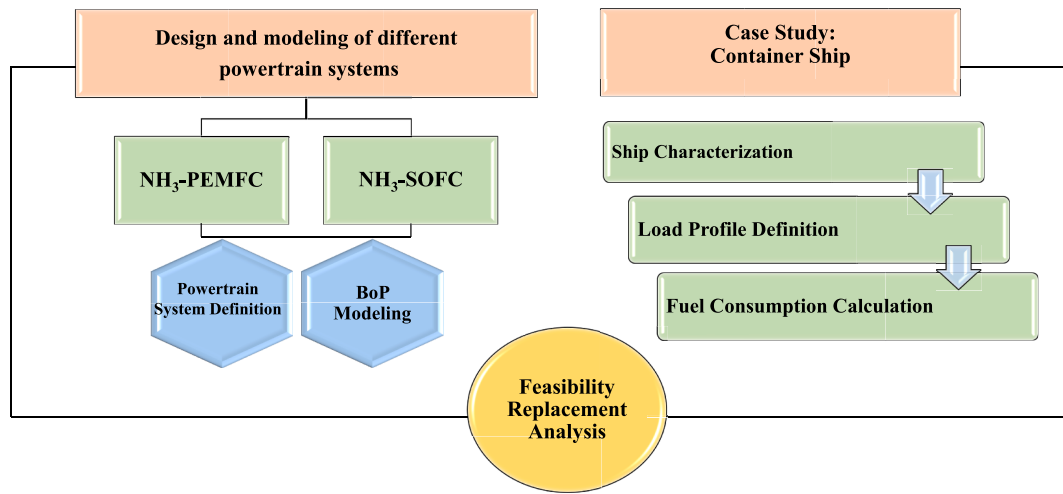 Design and modeling of different
powertrain systems
NH₃-PEMFC
NH₃-SOFC
Powertrain
System Definition
BoP
Modeling
Case Study:
Container Ship
Ship Characterization
Load Profile Definition
Fuel Consumption Calculation
Feasibility
Replacement
Analysis